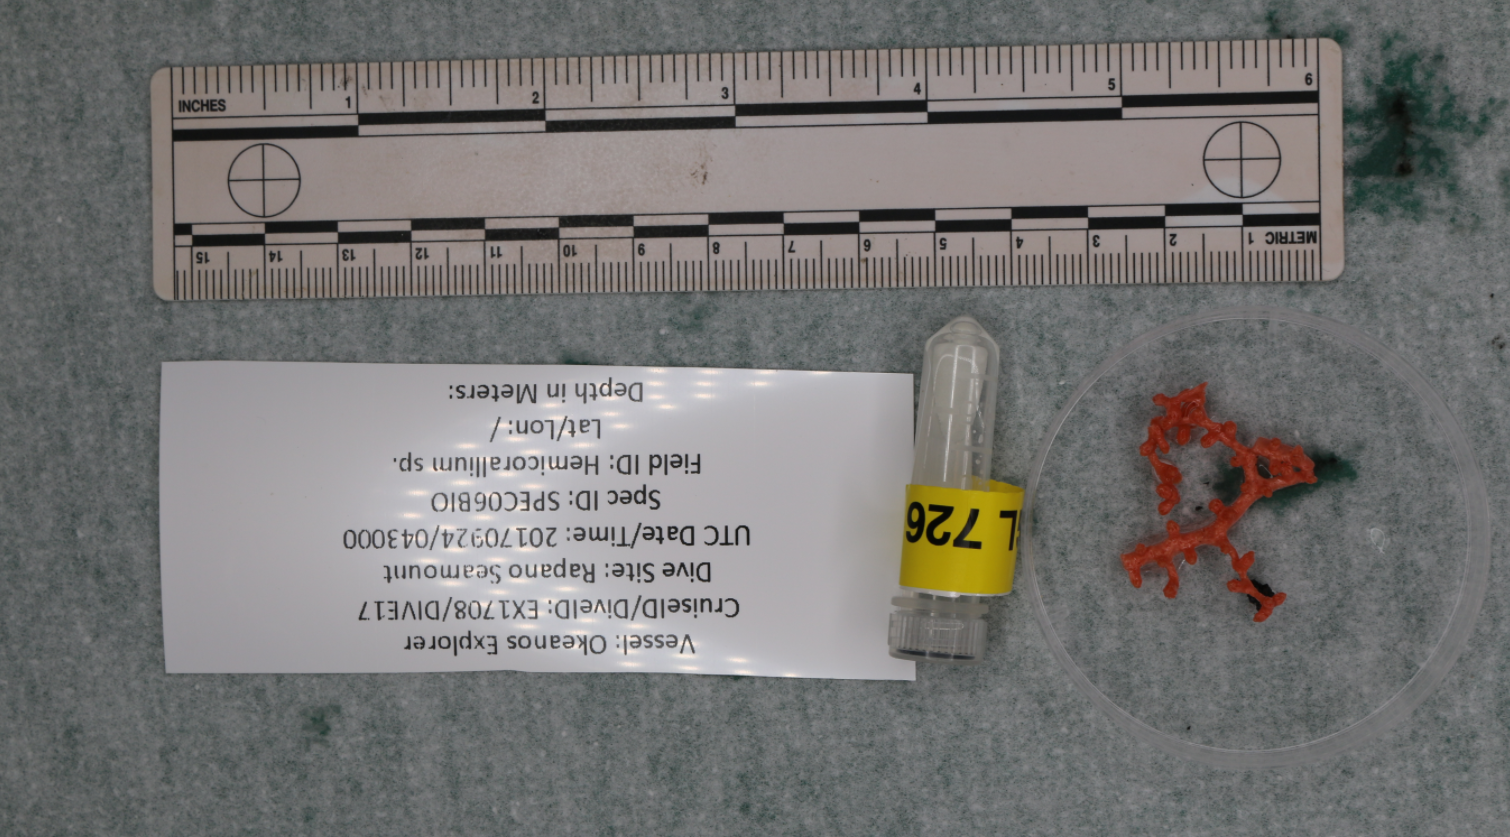 INCHES 1 2 3 4 5 6
METRIC 1 2 3 4 5 6 7 8 9 10 11 12 13 14 15
Vessel: Okeanos Explorer
CruiseID/DiveID: EX1708/DIVE17
Dive Site: Rapano Seamount
UTC Date/Time: 20170924/043000
Spec ID: SPEC06BIO
Field ID: Hemicorallium sp.
Lat/Lon: /
Depth in Meters:
L 726